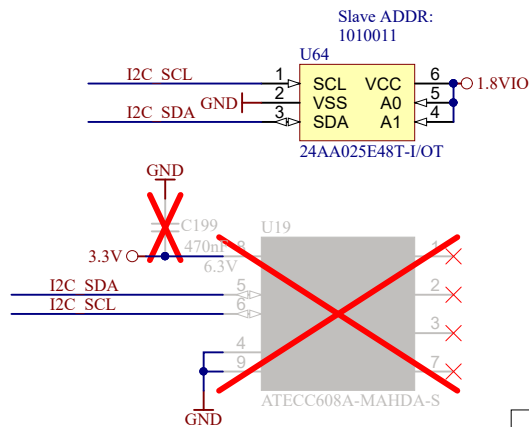 Slave ADDR:
1010011
U64
I2C_SCL 1 SCL VCC 6 1.8VIO
GND 2 VSS A0 5
I2C_SDA 3 SDA A1 4
24AA025E48T-I/OT
GND
C199
470nF
6.3V
3.3V
U19
8 1
I2C_SDA 5 2
I2C_SCL 6
3
4
9 7
GND
ATECC608A-MAHDA-S